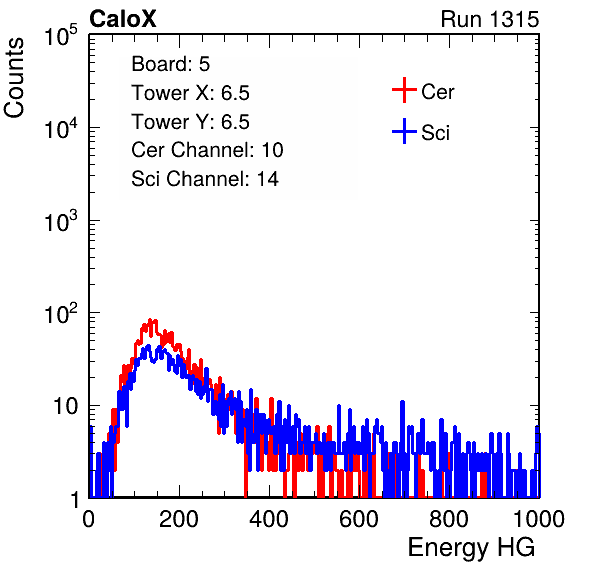 CaloX Run 1315
Counts
10^5
10^4
10^3
10^2
10
1
Board: 5
Tower X: 6.5
Tower Y: 6.5
Cer Channel: 10
Sci Channel: 14
Cer
Sci
0 200 400 600 800 1000
Energy HG